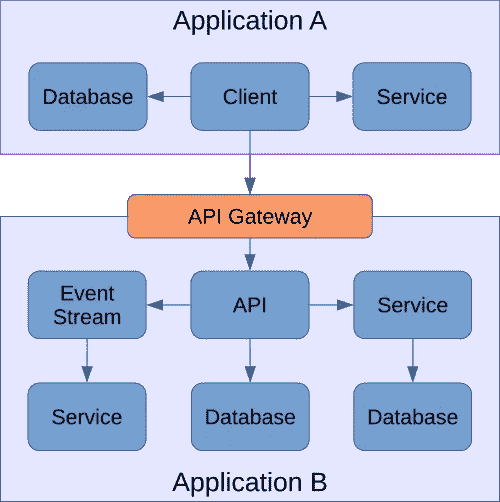 Application A
Database
Client
Service
API Gateway
Event
Stream
API
Service
Service
Database
Database
Application B